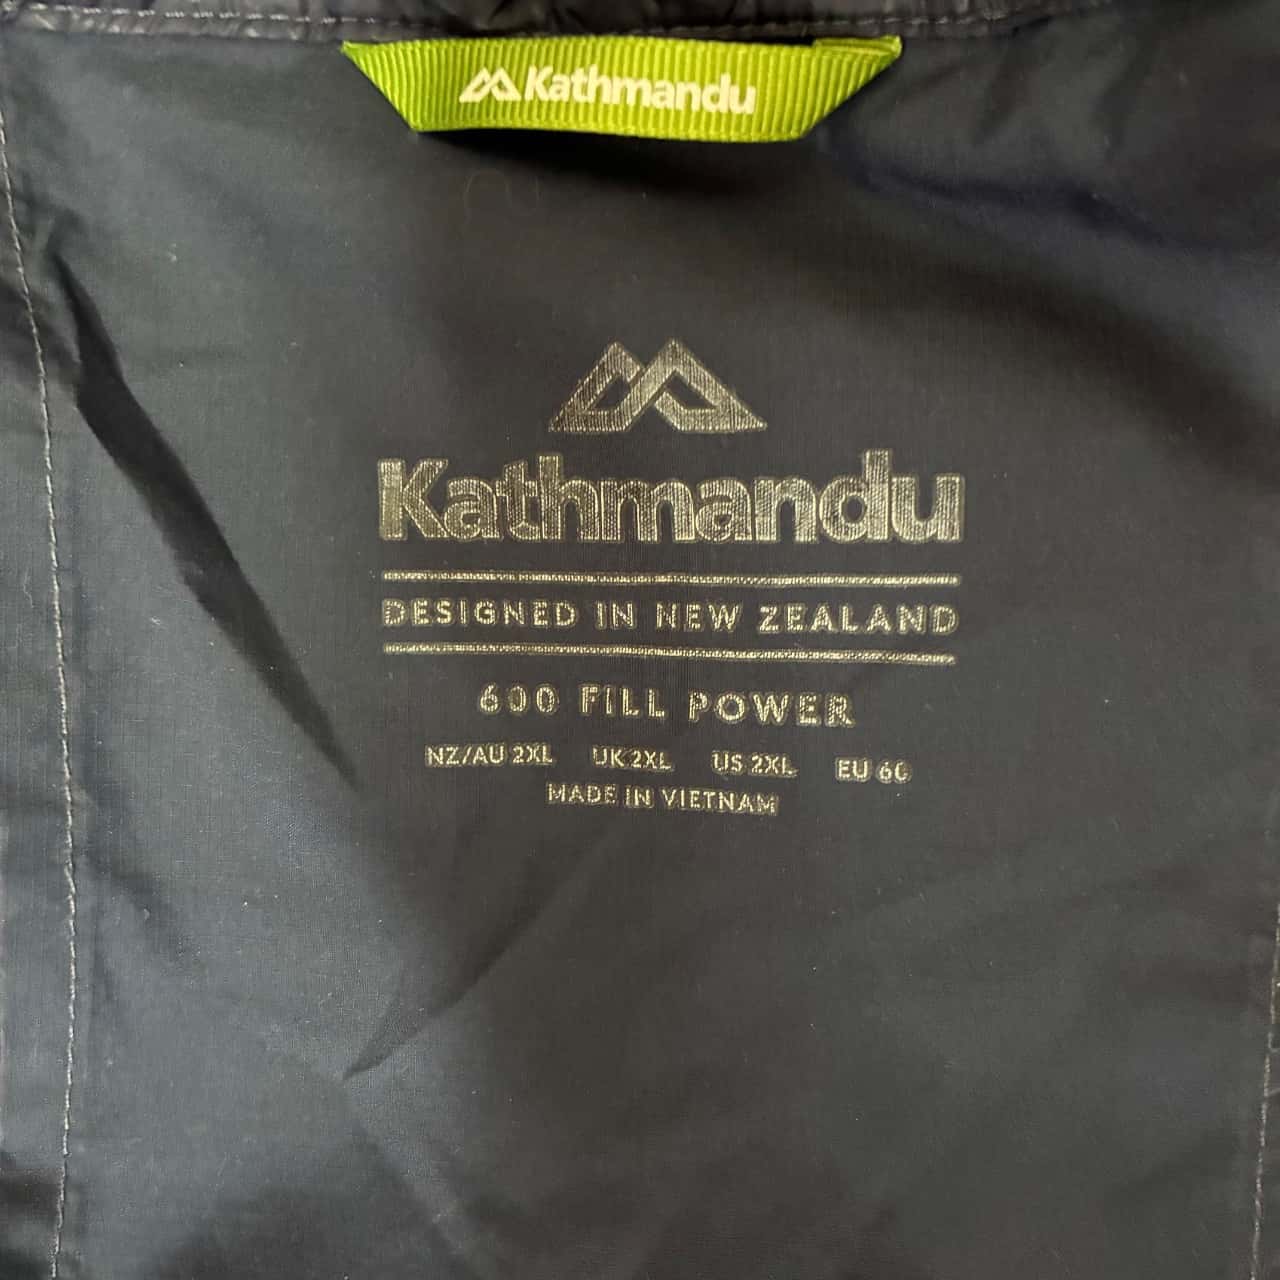 Kathmandu
Kathmandu
DESIGNED IN NEW ZEALAND
600 FILL POWER
NZ/AU 2XL UK 2XL US 2XL EU 60
MADE IN VIETNAM